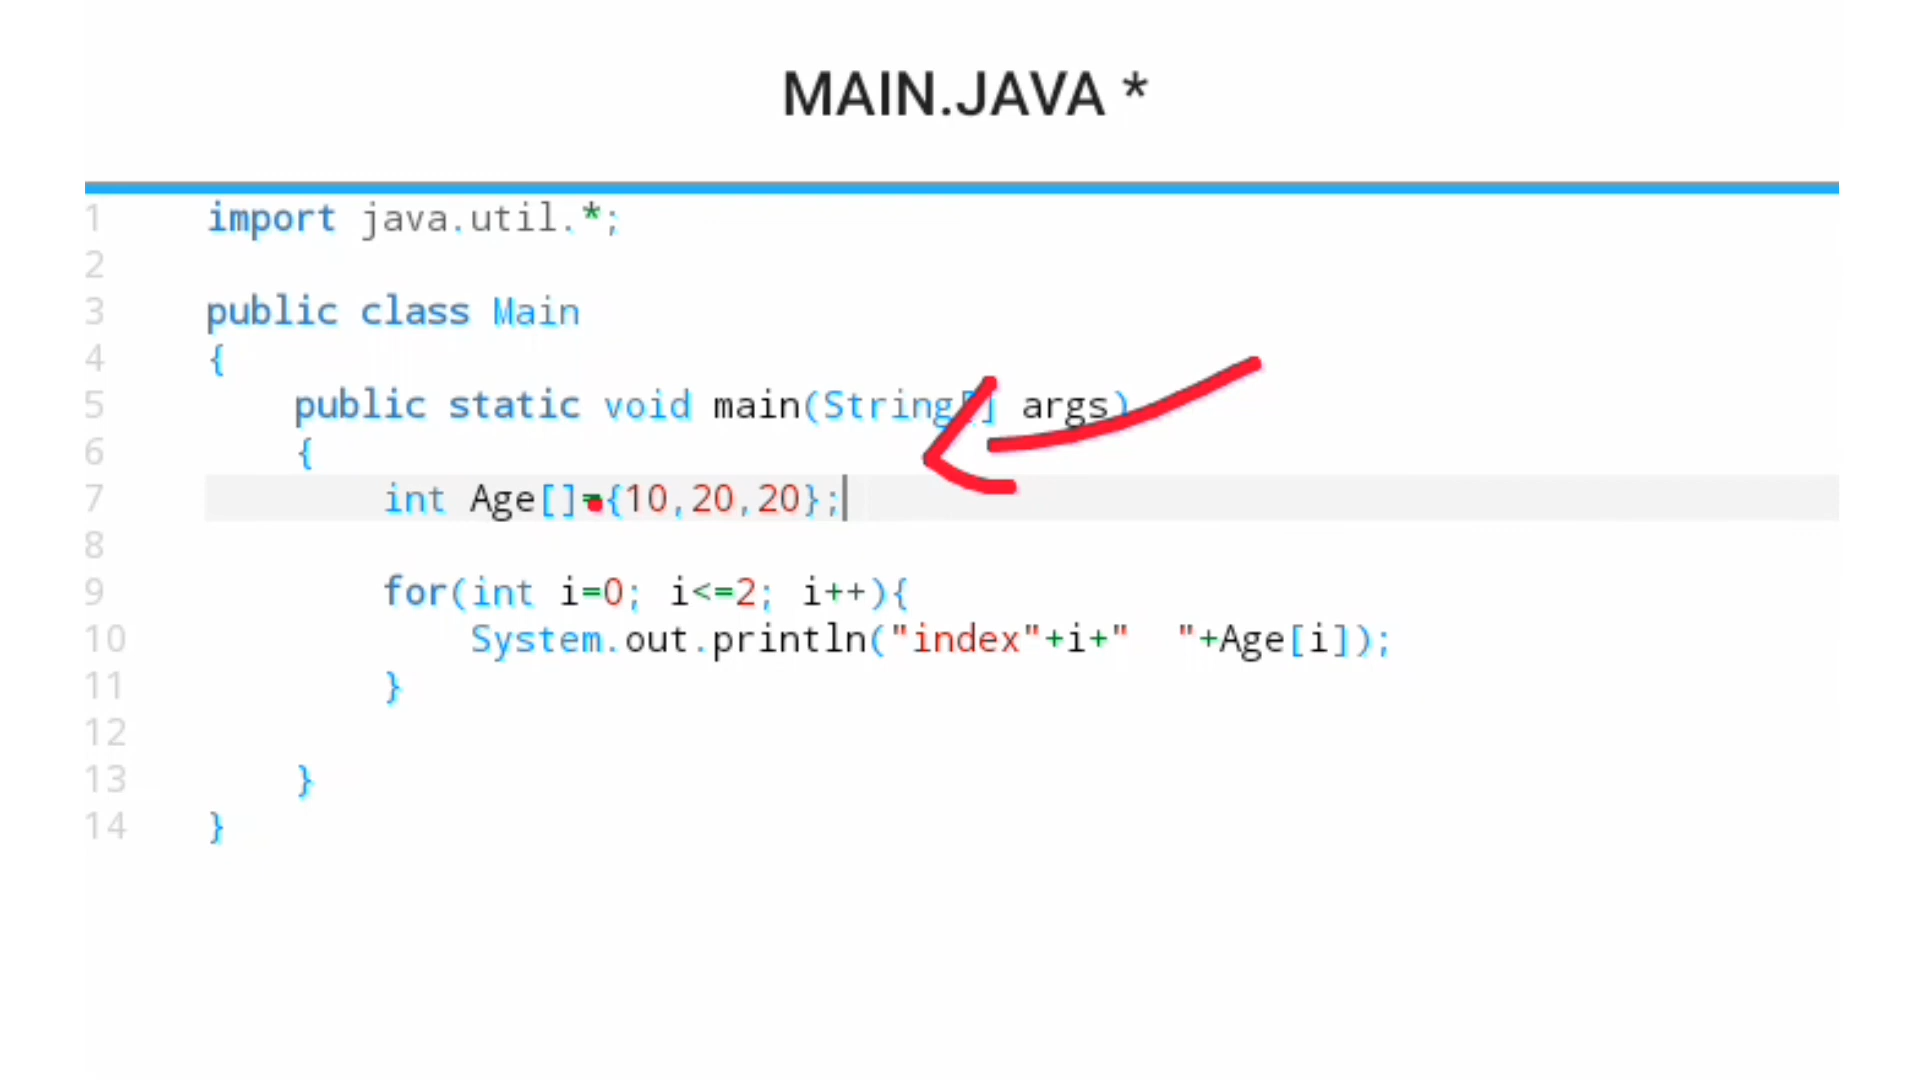 MAIN.JAVA *
1 import java.util.*;
2
3 public class Main
4 {
5 public static void main(String[] args)
6 {
7 int Age[]={10,20,20};
8
9 for(int i=0; i<=2; i++){
10 System.out.println("index"+i+"  "+Age[i]);
11 }
12
13 }
14 }